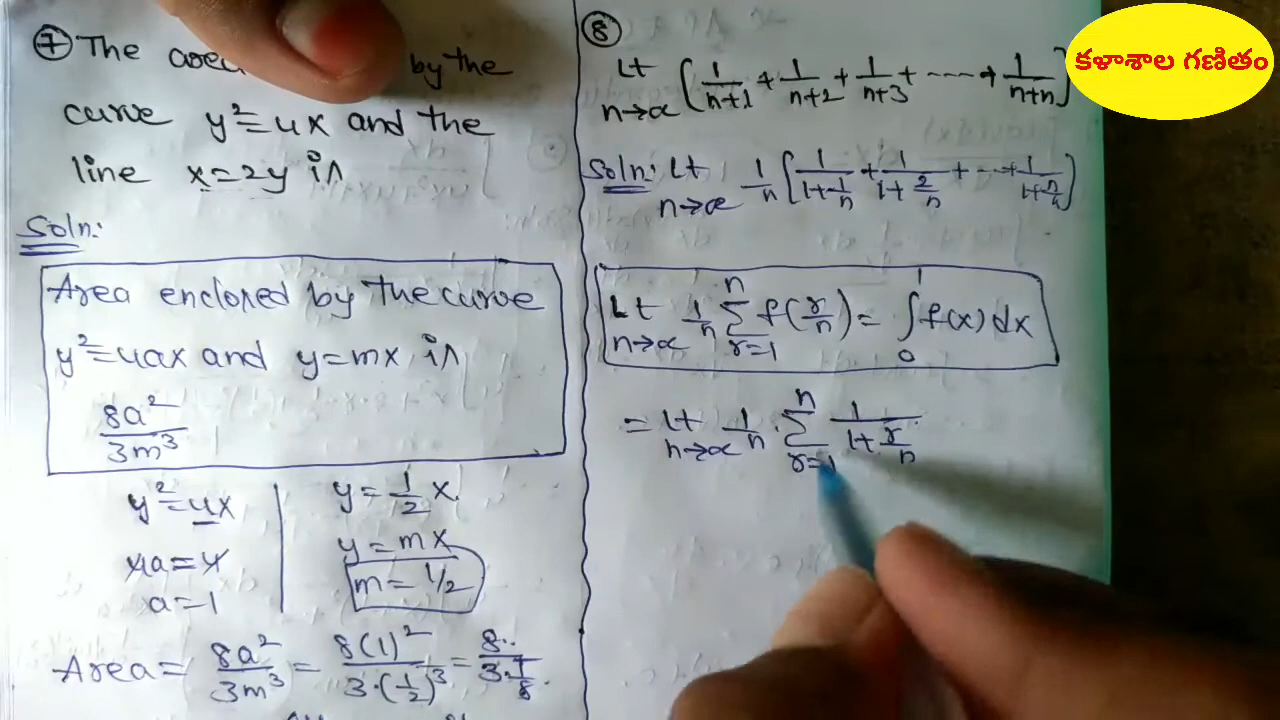 ⑦ The by the
curve y²=4x and the
line x=2y is
Soln:
Area enclosed by the curve
y²=4ax and y=mx is
8a²/3m³
y²=4x
4a=4
a=1
y=1/2 x.
y=mx
m=1/2
Area= 8a²/3m³ = 8(1)²/3·(1/2)³ = 8·/3·1/8
⑧
Lt n→∝ [1/n+1 + 1/n+2 + 1/n+3 + ---- + 1/n+n]
Soln: Lt n→∝ 1/n [1/1+1/n + 1/1+2/n + --- + 1/1+n/n]
Lt n→∝ 1/n Σ n r=1 f(r/n) = ∫ 1 0 f(x) dx
= Lt n→∝ 1/n · Σ n r=1 1/1+r/n
కళాశాల గణితం